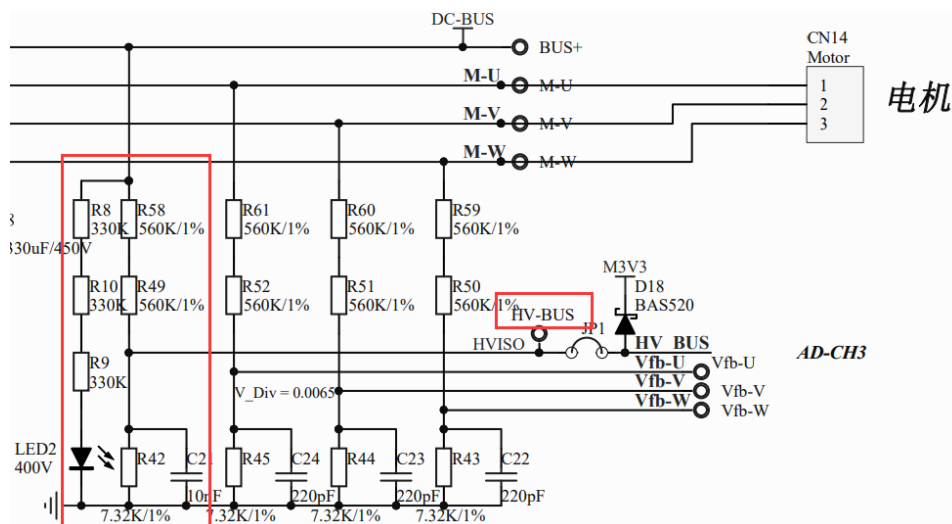 DC-BUS
BUS+
CN14
Motor
M-U
M-U
1
电机
M-V
M-V
2
M-W
M-W
3
R8
330K
R58
560K/1%
R61
560K/1%
R60
560K/1%
R59
560K/1%
330uF/450V
R10
330K
R49
560K/1%
R52
560K/1%
R51
560K/1%
R50
560K/1%
M3V3
D18
BAS520
HV-BUS
JP1
HVISO
HV_BUS
AD-CH3
R9
330K
Vfb-U
Vfb-U
V_Div = 0.0065
Vfb-V
Vfb-V
Vfb-W
Vfb-W
LED2
400V
R42
C21
10nF
7.32K/1%
R45
C24
220pF
7.32K/1%
R44
C23
220pF
7.32K/1%
R43
C22
220pF
7.32K/1%